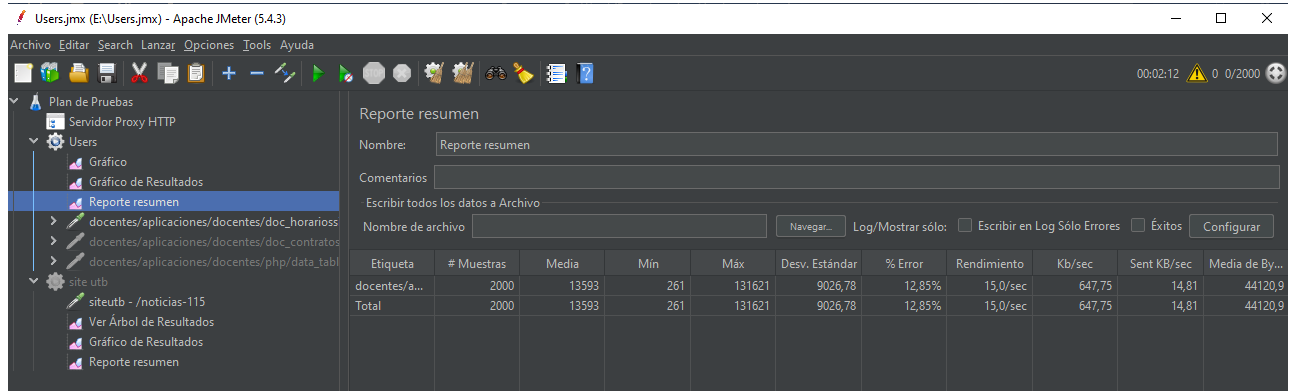 Users.jmx (E:\Users.jmx) - Apache JMeter (5.4.3)
Archivo Editar Search Lanzar Opciones Tools Ayuda
STOP
00:02:12 0 0/2000
Plan de Pruebas
Servidor Proxy HTTP
Users
Gráfico
Gráfico de Resultados
Reporte resumen
docentes/aplicaciones/docentes/doc_horarioss
docentes/aplicaciones/docentes/doc_contratos
docentes/aplicaciones/docentes/php/data_tabl
site utb
siteutb - /noticias-115
Ver Árbol de Resultados
Gráfico de Resultados
Reporte resumen
Reporte resumen
Nombre: Reporte resumen
Comentarios
Escribir todos los datos a Archivo
Nombre de archivo Navegar... Log/Mostrar sólo: Escribir en Log Sólo Errores Éxitos Configurar
Etiqueta # Muestras Media Mín Máx Desv. Estándar % Error Rendimiento Kb/sec Sent KB/sec Media de By...
docentes/a... 2000 13593 261 131621 9026,78 12,85% 15,0/sec 647,75 14,81 44120,9
Total 2000 13593 261 131621 9026,78 12,85% 15,0/sec 647,75 14,81 44120,9